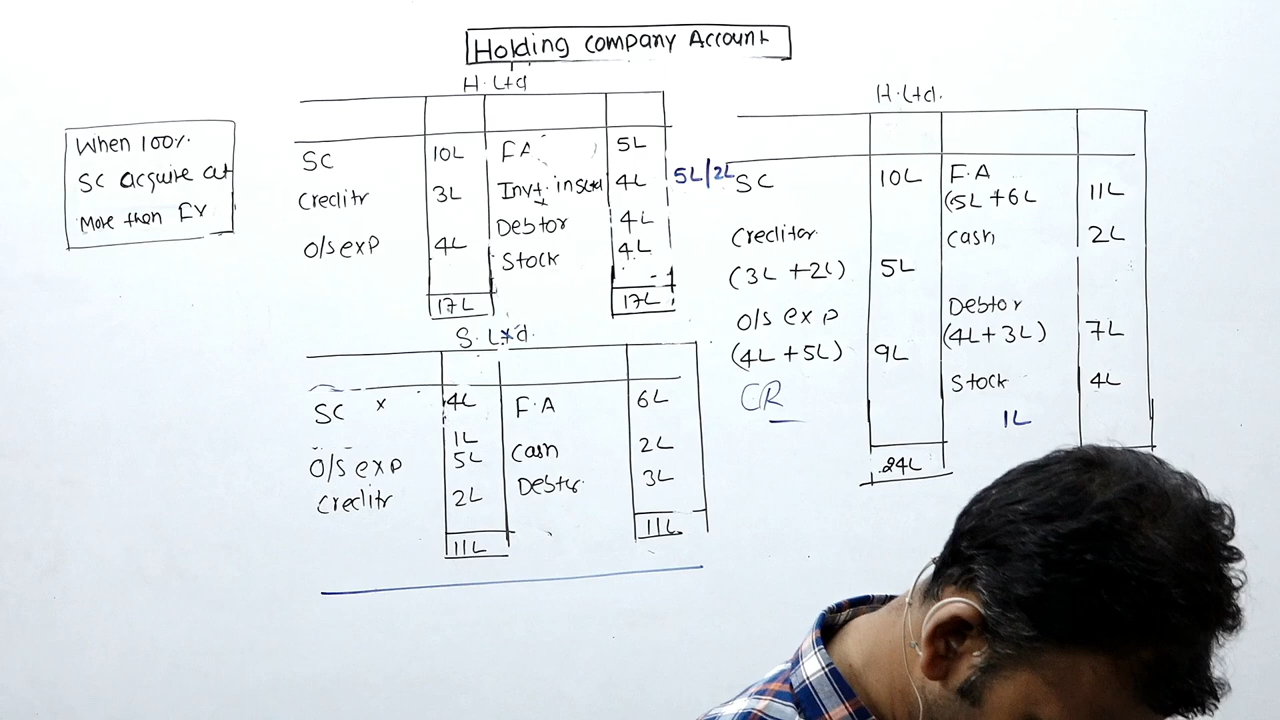 Holding Company Account
When 100%
SC acquire at
More than FV
H. Ltd
SC 10L F.A 5L
Creditr 3L Invt. in S Ltd 4L 5L/2L
Debtor 4L
O/s exp 4L Stock 4L
17L 17L
S. Ltd.
SC x 4L F.A 6L
1L
O/s exp 5L Cash 2L
Creditr 2L Debtr. 3L
11L 11L
H. Ltd.
SC 10L F.A
(5L + 6L 11L
Creditor Cash 2L
(3L + 2L) 5L
O/s exp Debtor
(4L + 5L) 9L (4L + 3L) 7L
CR Stock 4L
1L
24L